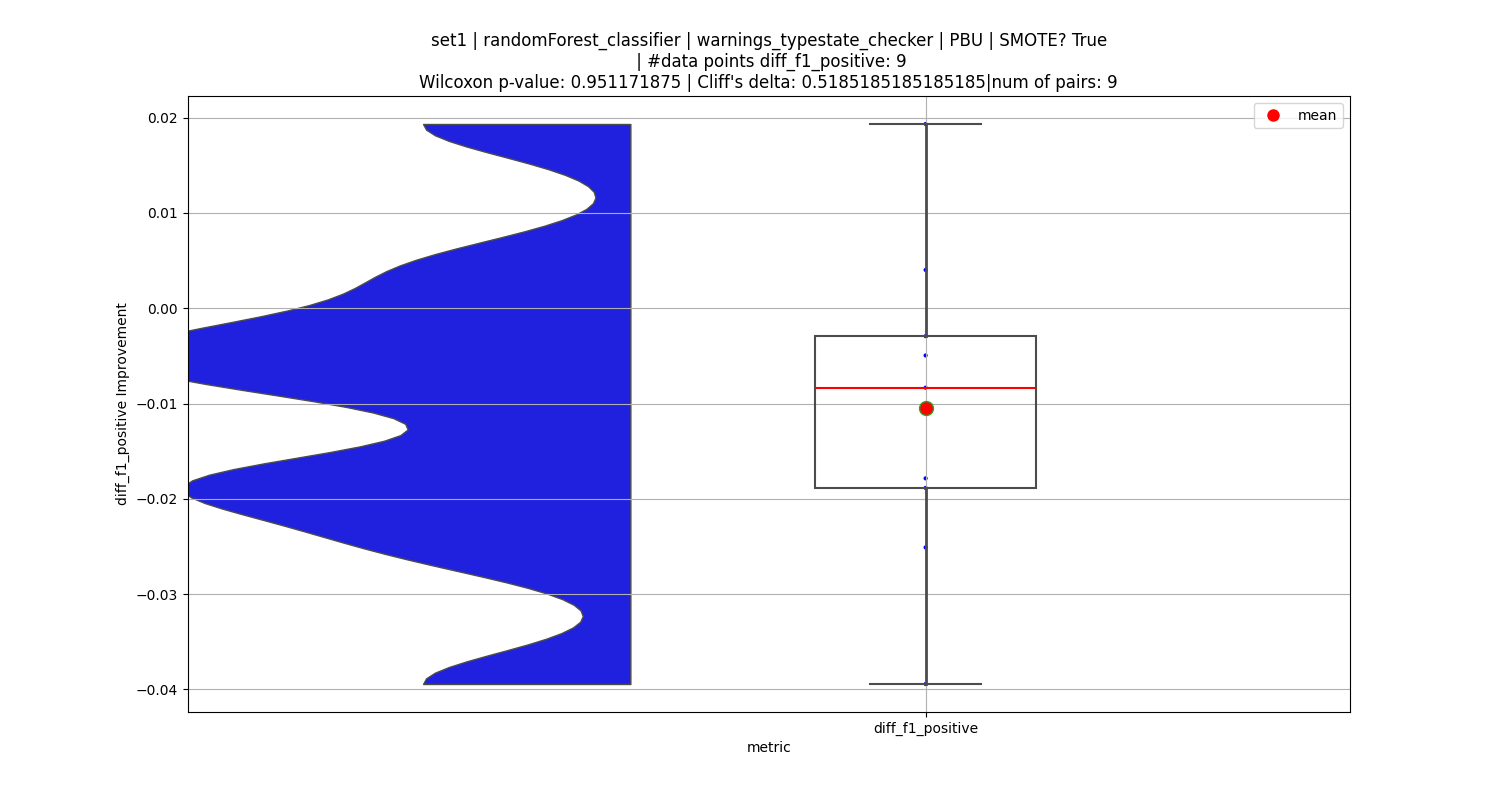 set1 | randomForest_classifier | warnings_typestate_checker | PBU | SMOTE? True
| #data points diff_f1_positive: 9
Wilcoxon p-value: 0.951171875 | Cliff's delta: 0.5185185185185185|num of pairs: 9
mean
0.02
0.01
0.00
−0.01
−0.02
−0.03
−0.04
diff_f1_positive Improvement
diff_f1_positive
metric